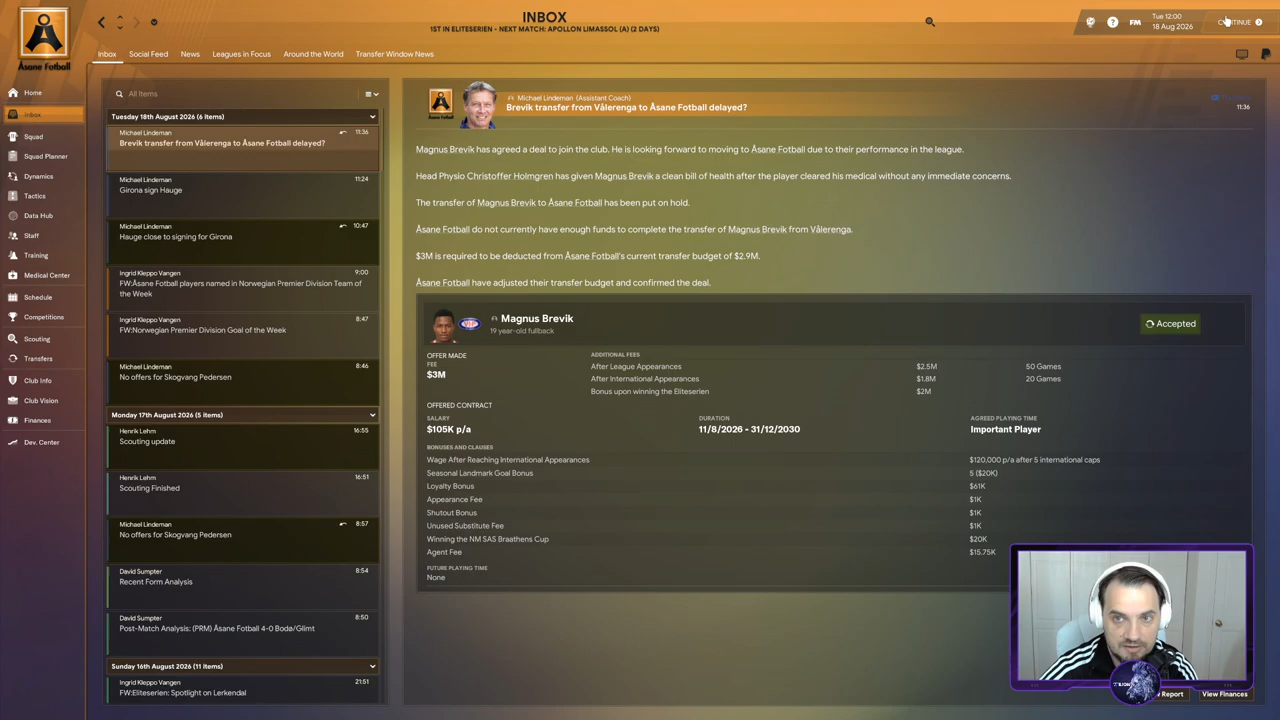 INBOX
1ST IN ELITESERIEN - NEXT MATCH: APOLLON LIMASSOL (A) (2 DAYS)
FM
Tue 12:00
18 Aug 2026
CONTINUE
Åsane Fotball
Inbox
Social Feed
News
Leagues in Focus
Around the World
Transfer Window News
Home
Inbox
Squad
Squad Planner
Dynamics
Tactics
Data Hub
Staff
Training
Medical Center
Schedule
Competitions
Scouting
Transfers
Club Info
Club Vision
Finances
Dev. Center
All Items
Tuesday 18th August 2026 (6 items)
Michael Lindeman 11:36
Brevik transfer from Vålerenga to Åsane Fotball delayed?
Michael Lindeman 11:24
Girona sign Hauge
Michael Lindeman 10:47
Hauge close to signing for Girona
Ingrid Kleppo Vangen 9:00
FW:Åsane Fotball players named in Norwegian Premier Division Team of
the Week
Ingrid Kleppo Vangen 8:47
FW:Norwegian Premier Division Goal of the Week
Michael Lindeman 8:46
No offers for Skogvang Pedersen
Monday 17th August 2026 (5 items)
Henrik Lehm 16:55
Scouting update
Henrik Lehm 16:51
Scouting Finished
Michael Lindeman 8:57
No offers for Skogvang Pedersen
David Sumpter 8:54
Recent Form Analysis
David Sumpter 8:50
Post-Match Analysis: (PRM) Åsane Fotball 4-0 Bodø/Glimt
Sunday 16th August 2026 (11 items)
Ingrid Kleppo Vangen 21:51
FW:Eliteserien: Spotlight on Lerkendal
Michael Lindeman (Assistant Coach)
Brevik transfer from Vålerenga to Åsane Fotball delayed?
11:36
Magnus Brevik has agreed a deal to join the club. He is looking forward to moving to Åsane Fotball due to their performance in the league.
Head Physio Christoffer Holmgren has given Magnus Brevik a clean bill of health after the player cleared his medical without any immediate concerns.
The transfer of Magnus Brevik to Åsane Fotball has been put on hold.
Åsane Fotball do not currently have enough funds to complete the transfer of Magnus Brevik from Vålerenga.
$3M is required to be deducted from Åsane Fotball's current transfer budget of $2.9M.
Åsane Fotball have adjusted their transfer budget and confirmed the deal.
Magnus Brevik
19 year-old fullback
Accepted
OFFER MADE
FEE
$3M
ADDITIONAL FEES
After League Appearances $2.5M 50 Games
After International Appearances $1.8M 20 Games
Bonus upon winning the Eliteserien $2M
OFFERED CONTRACT
SALARY
$105K p/a
DURATION
11/8/2026 - 31/12/2030
AGREED PLAYING TIME
Important Player
BONUSES AND CLAUSES
Wage After Reaching International Appearances $120,000 p/a after 5 international caps
Seasonal Landmark Goal Bonus 5 ($20K)
Loyalty Bonus $61K
Appearance Fee $1K
Shutout Bonus $1K
Unused Substitute Fee $1K
Winning the NM SAS Braathens Cup $20K
Agent Fee $15.75K
FUTURE PLAYING TIME
None
Report
View Finances